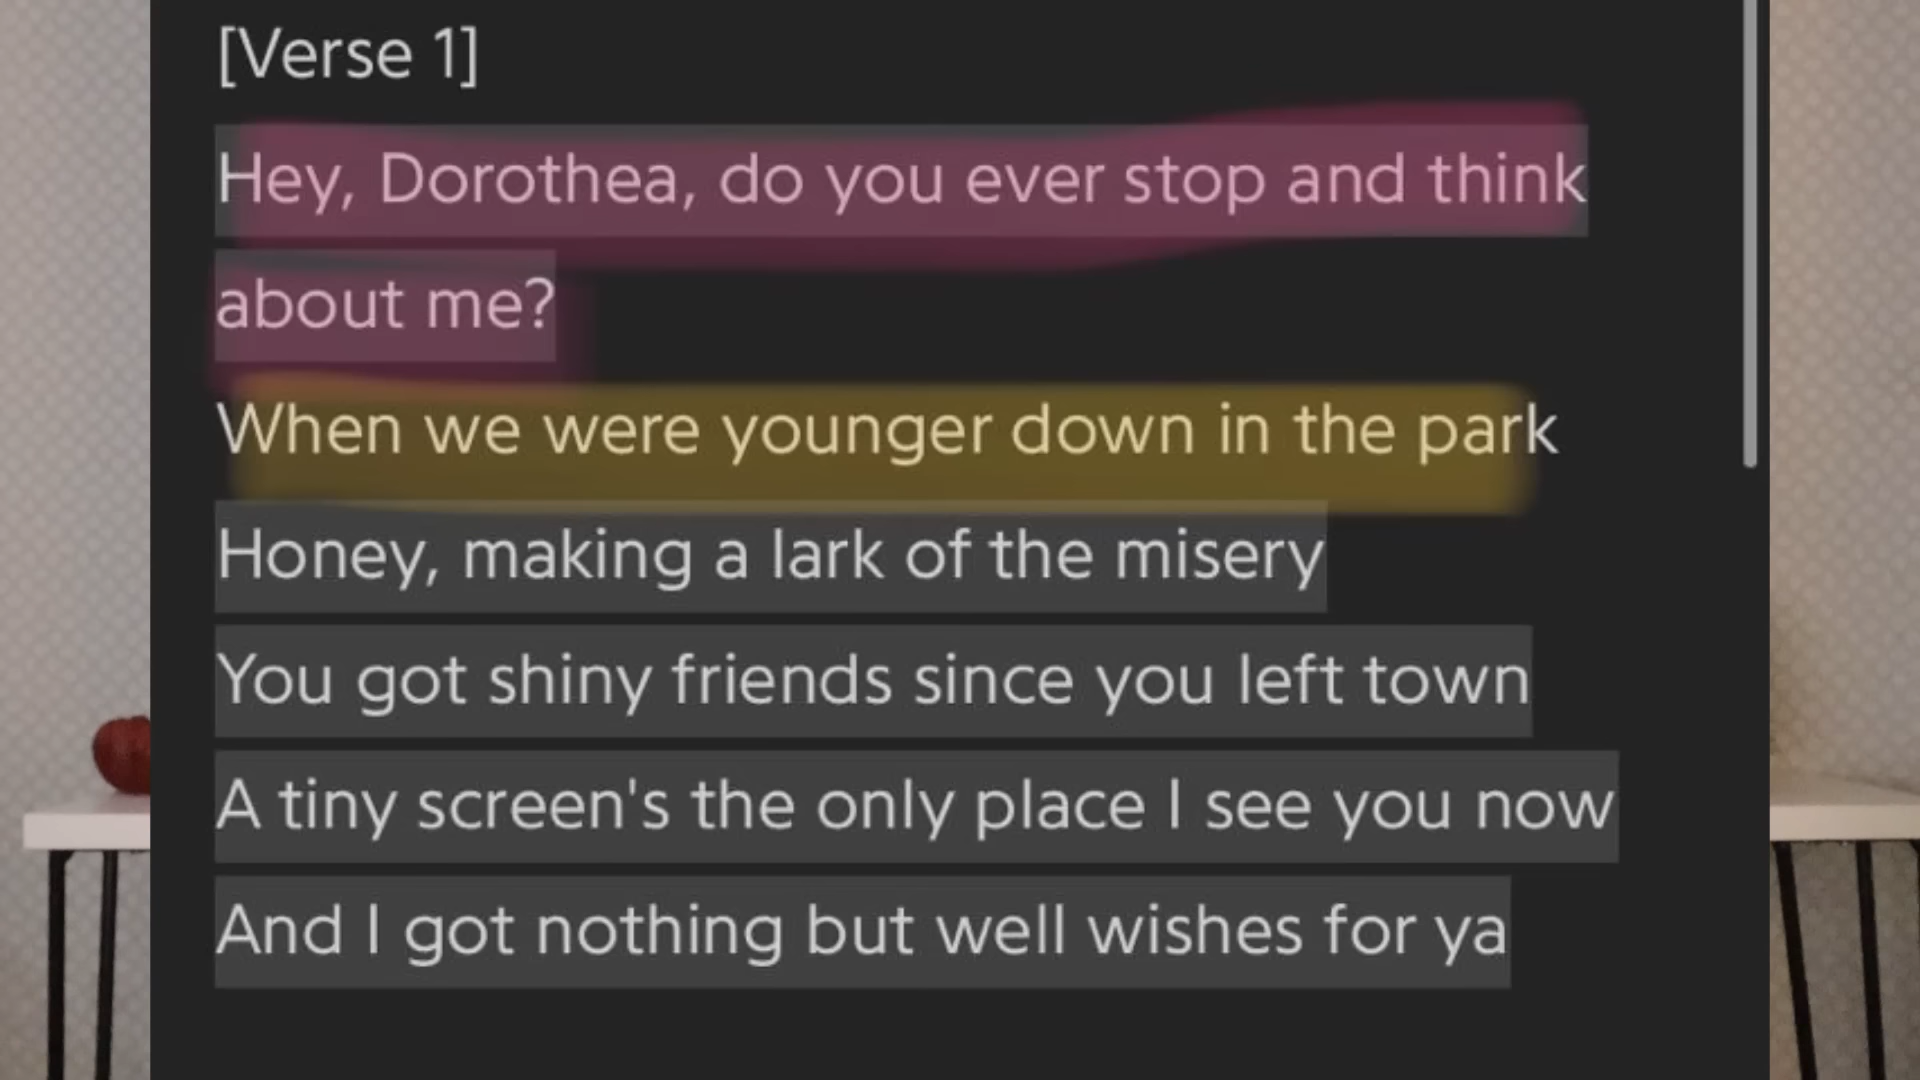 [Verse 1]
Hey, Dorothea, do you ever stop and think
about me?
When we were younger down in the park
Honey, making a lark of the misery
You got shiny friends since you left town
A tiny screen's the only place I see you now
And I got nothing but well wishes for ya